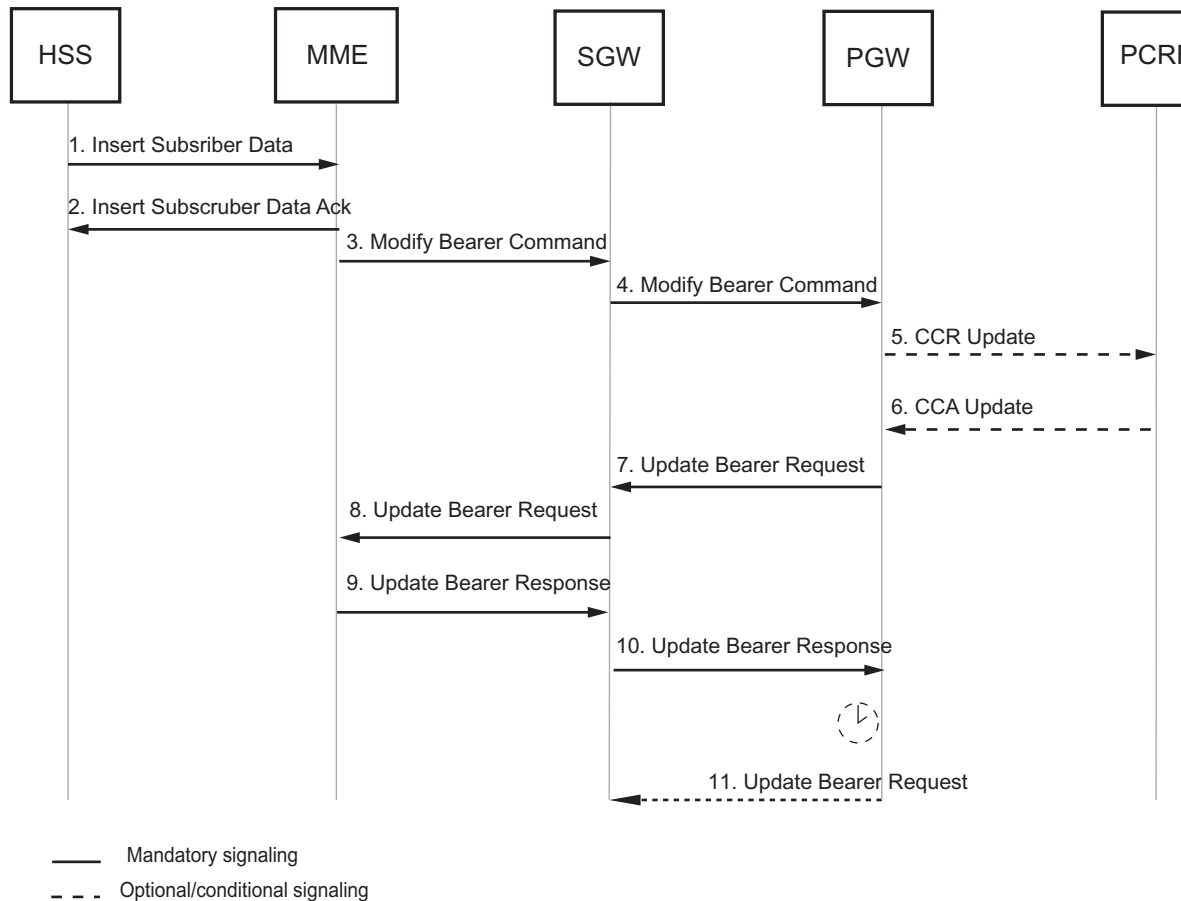 HSS
MME
SGW
PGW
PCRF
1. Insert Subsriber Data
2. Insert Subscruber Data Ack
3. Modify Bearer Command
4. Modify Bearer Command
5. CCR Update
6. CCA Update
7. Update Bearer Request
8. Update Bearer Request
9. Update Bearer Response
10. Update Bearer Response
11. Update Bearer Request
Mandatory signaling
Optional/conditional signaling